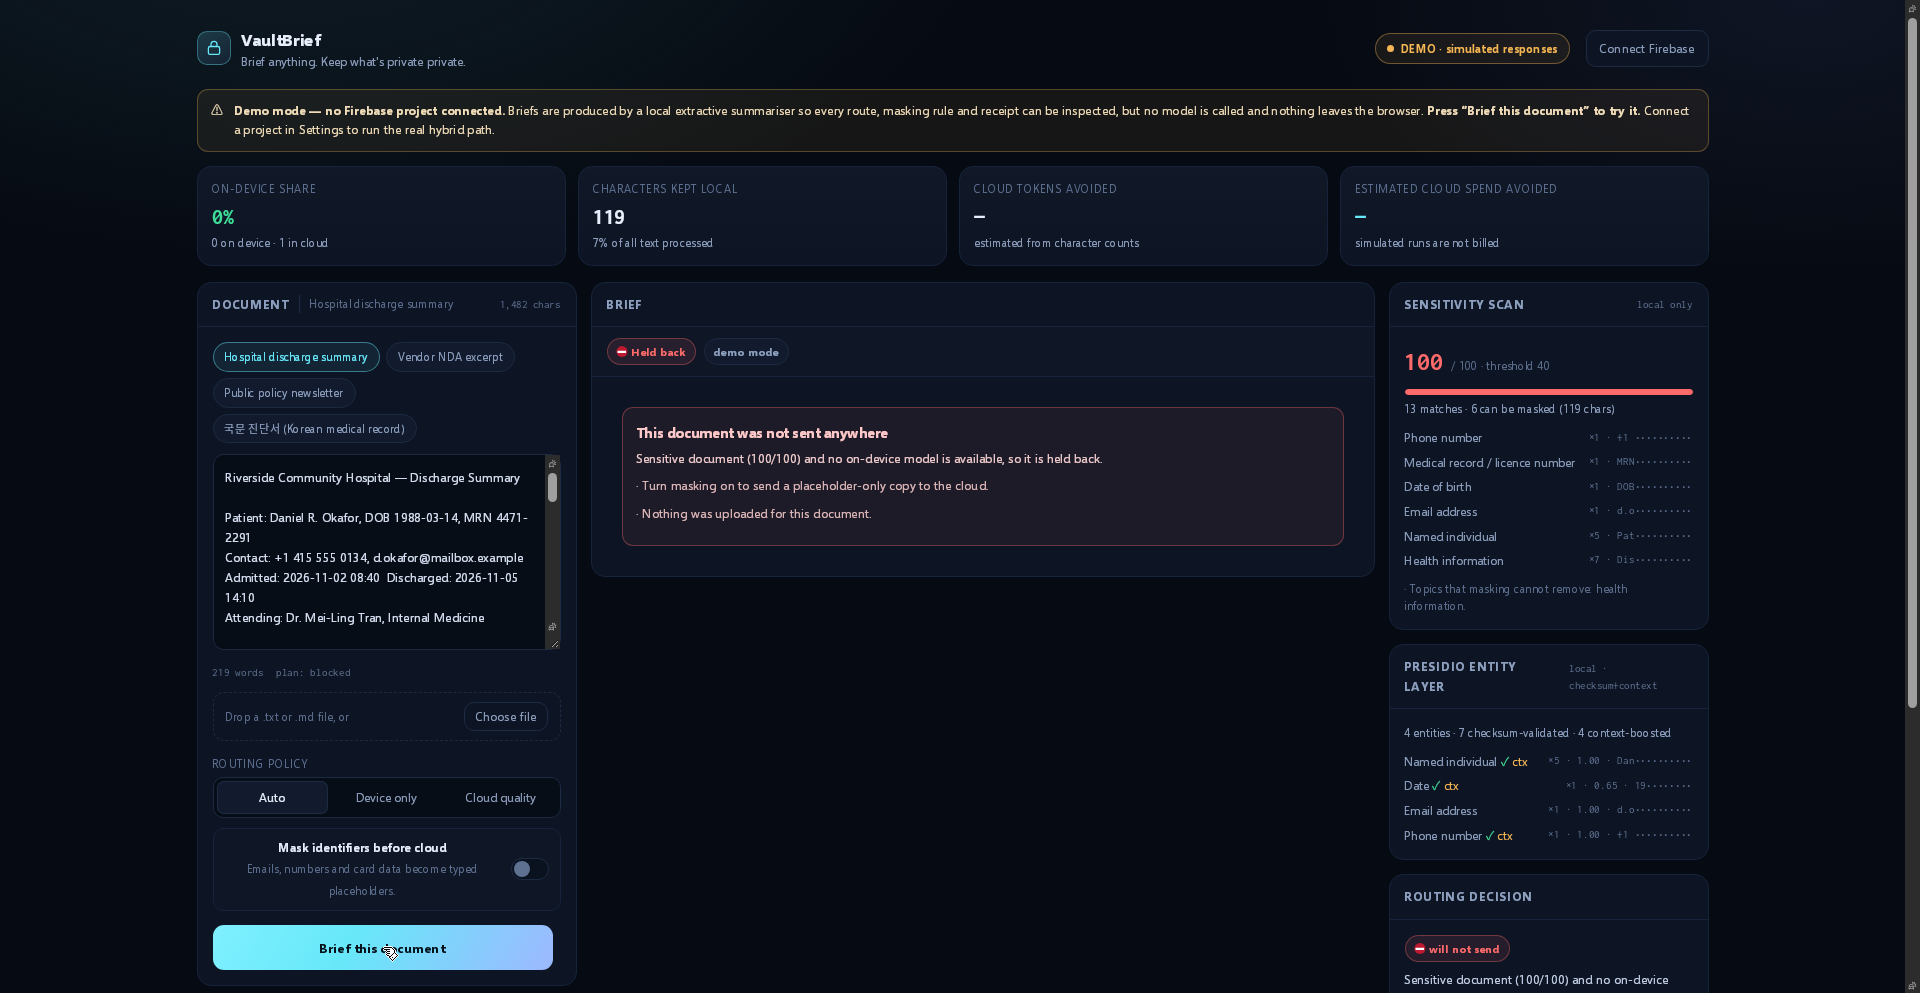 VaultBrief
Brief anything. Keep what's private private.
DEMO · simulated responses
Connect Firebase
Demo mode — no Firebase project connected. Briefs are produced by a local extractive summariser so every route, masking rule and receipt can be inspected, but no model is called and nothing leaves the browser. Press “Brief this document” to try it. Connect
a project in Settings to run the real hybrid path.
ON-DEVICE SHARE
0%
0 on device · 1 in cloud
CHARACTERS KEPT LOCAL
119
7% of all text processed
CLOUD TOKENS AVOIDED
—
estimated from character counts
ESTIMATED CLOUD SPEND AVOIDED
—
simulated runs are not billed
DOCUMENT
Hospital discharge summary
1,482 chars
Hospital discharge summary
Vendor NDA excerpt
Public policy newsletter
국문 진단서 (Korean medical record)
Riverside Community Hospital — Discharge Summary
Patient: Daniel R. Okafor, DOB 1988-03-14, MRN 4471-
2291
Contact: +1 415 555 0134, d.okafor@mailbox.example
Admitted: 2026-11-02 08:40 Discharged: 2026-11-05
14:10
Attending: Dr. Mei-Ling Tran, Internal Medicine
219 words plan: blocked
Drop a .txt or .md file, or
Choose file
ROUTING POLICY
Auto
Device only
Cloud quality
Mask identifiers before cloud
Emails, numbers and card data become typed
placeholders.
Brief this document
BRIEF
Held back
demo mode
This document was not sent anywhere
Sensitive document (100/100) and no on-device model is available, so it is held back.
· Turn masking on to send a placeholder-only copy to the cloud.
· Nothing was uploaded for this document.
SENSITIVITY SCAN
local only
100 / 100 · threshold 40
13 matches · 6 can be masked (119 chars)
Phone number ×1 · +1 ··········
Medical record / licence number ×1 · MRN··········
Date of birth ×1 · DOB··········
Email address ×1 · d.o··········
Named individual ×5 · Pat··········
Health information ×7 · Dis··········
· Topics that masking cannot remove: health
information.
PRESIDIO ENTITY
LAYER
local ·
checksum+context
4 entities · 7 checksum-validated · 4 context-boosted
Named individual ✓ ctx ×5 · 1.00 · Dan··········
Date ✓ ctx ×1 · 0.65 · 19········
Email address ×1 · 1.00 · d.o··········
Phone number ✓ ctx ×1 · 1.00 · +1 ··········
ROUTING DECISION
will not send
Sensitive document (100/100) and no on-device